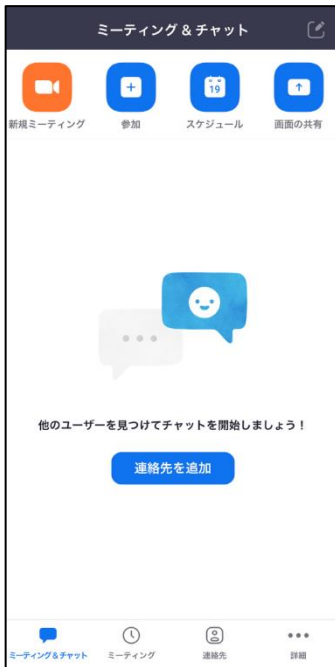 ミーティング & チャット
新規ミーティング
参加
19
スケジュール
画面の共有
他のユーザーを見つけてチャットを開始しましょう！
連絡先を追加
ミーティング&チャット
ミーティング
連絡先
詳細